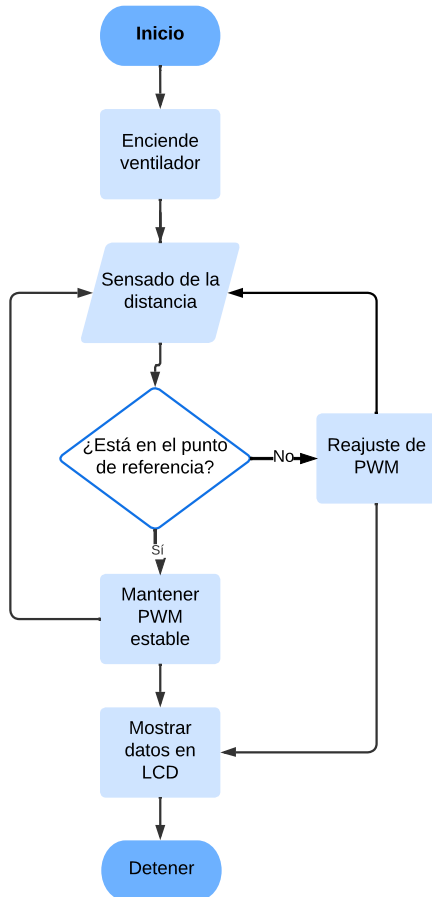 Inicio
Enciende
ventilador
Sensado de la
distancia
¿Está en el punto
de referencia?
No
Reajuste de
PWM
Sí
Mantener
PWM
estable
Mostrar
datos en
LCD
Detener